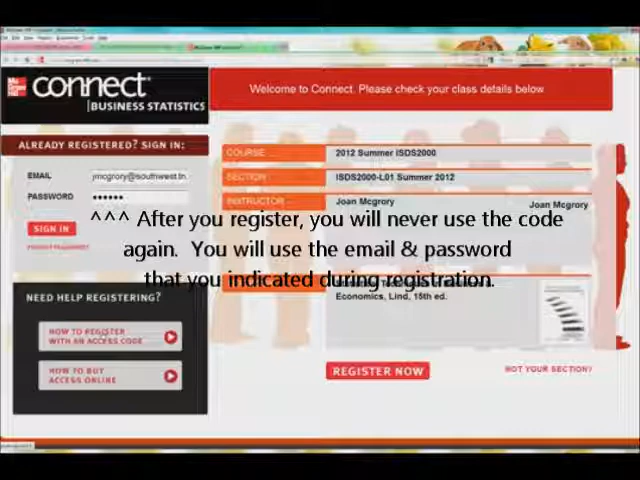 connect
BUSINESS STATISTICS
Welcome to Connect. Please check your class details below
ALREADY REGISTERED? SIGN IN:
EMAIL
jmcgrory@southwest.tn.
PASSWORD
••••••
SIGN IN
COURSE
2012 Summer ISDS2000
SECTION
ISDS2000-L01 Summer 2012
INSTRUCTOR
Joan Mcgrory
Joan Mcgrory
^^^ After you register, you will never use the code
again. You will use the email & password
that you indicated during registration.
Economics, Lind, 15th ed.
NEED HELP REGISTERING?
HOW TO REGISTER
WITH AN ACCESS CODE
HOW TO BUY
ACCESS ONLINE
REGISTER NOW
NOT YOUR SECTION?